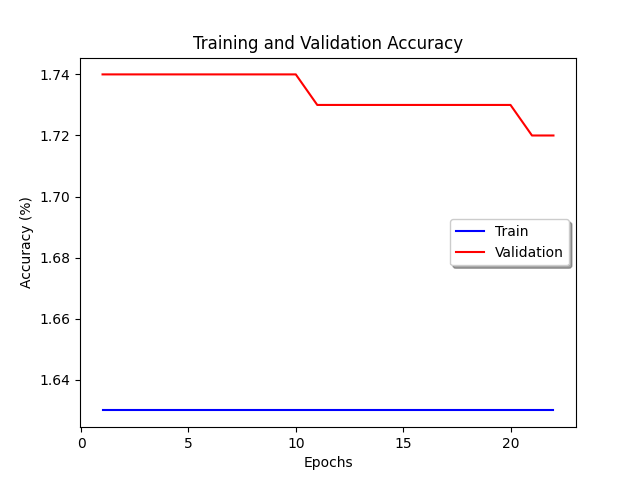 Training and Validation Accuracy
1.74
1.72
1.70
1.68
1.66
1.64
Accuracy (%)
Train
Validation
0 5 10 15 20
Epochs